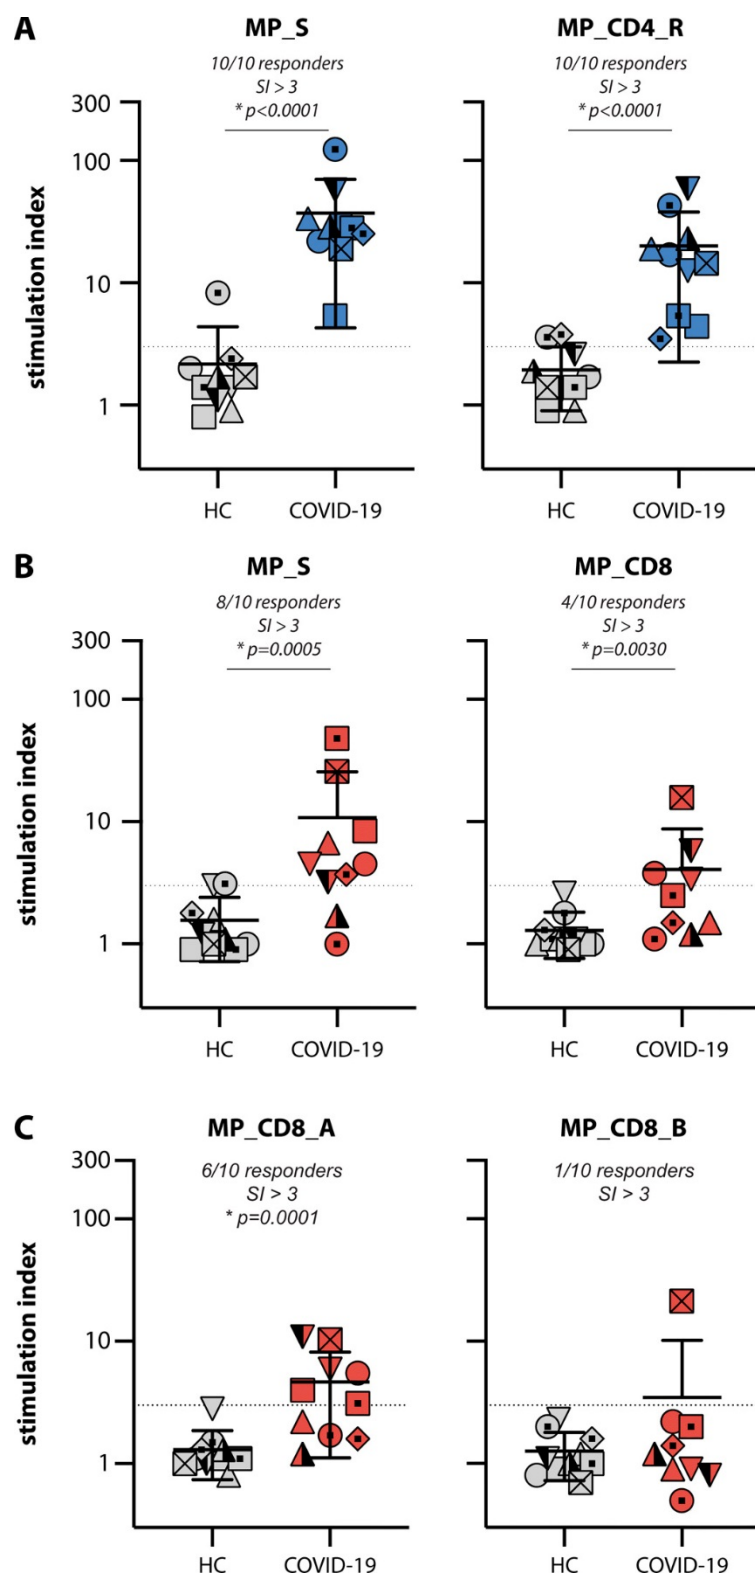 A
MP_S
10/10 responders
SI > 3
* p<0.0001
MP_CD4_R
10/10 responders
SI > 3
* p<0.0001
stimulation index
300
100
10
1
HC
COVID-19
HC
COVID-19
B
MP_S
8/10 responders
SI > 3
* p=0.0005
MP_CD8
4/10 responders
SI > 3
* p=0.0030
stimulation index
300
100
10
1
HC
COVID-19
HC
COVID-19
C
MP_CD8_A
6/10 responders
SI > 3
* p=0.0001
MP_CD8_B
1/10 responders
SI > 3
stimulation index
300
100
10
1
HC
COVID-19
HC
COVID-19